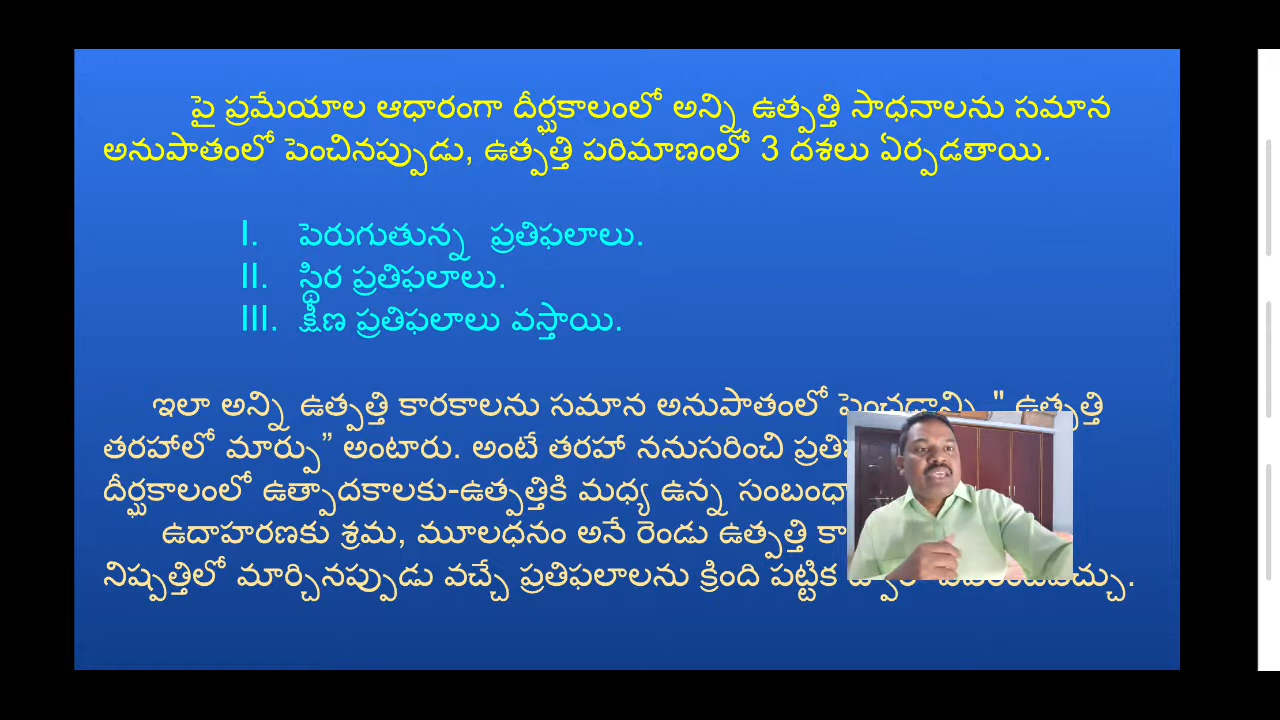 పై ప్రమేయాల ఆధారంగా దీర్ఘకాలంలో అన్ని ఉత్పత్తి సాధనాలను సమాన
అనుపాతంలో పెంచినప్పుడు, ఉత్పత్తి పరిమాణంలో 3 దశలు ఏర్పడతాయి.
I. పెరుగుతున్న ప్రతిఫలాలు.
II. స్థిర ప్రతిఫలాలు.
III. క్షీణ ప్రతిఫలాలు వస్తాయి.
ఇలా అన్ని ఉత్పత్తి కారకాలను సమాన అనుపాతంలో పెంచడాన్ని " ఉత్పత్తి
తరహాలో మార్పు” అంటారు. అంటే తరహా ననుసరించి
దీర్ఘకాలంలో ఉత్పాదకాలకు-ఉత్పత్తికి మధ్య ఉన్న
ఉదాహరణకు శ్రమ, మూలధనం అనే రెండు ఉత్పత్తి
నిష్పత్తిలో మార్చినప్పుడు వచ్చే ప్రతిఫలాలను క్రింది పట్టిక